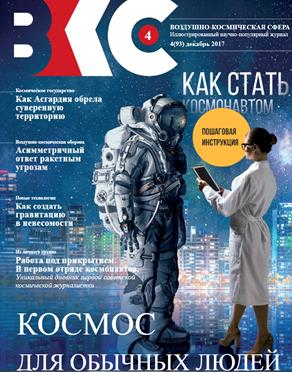 ВКС
4
ВОЗДУШНО-КОСМИЧЕСКАЯ СФЕРА
Иллюстрированный научно-популярный журнал
4(93) декабрь 2017
КАК СТАТЬ
КОСМОНАВТОМ
ПОШАГОВАЯ
ИНСТРУКЦИЯ
Космическое государство
Как Асгардия обрела
суверенную
территорию
Воздушно-космическая оборона
Асимметричный
ответ ракетным
угрозам
Новые технологии
Как создать
гравитацию
в невесомости
Из личного архива
Работа под прикрытием.
В первом отряде космонавтов
Уникальный дневник первой советской
космической журналистки
КОСМОС
ДЛЯ ОБЫЧНЫХ ЛЮДЕЙ